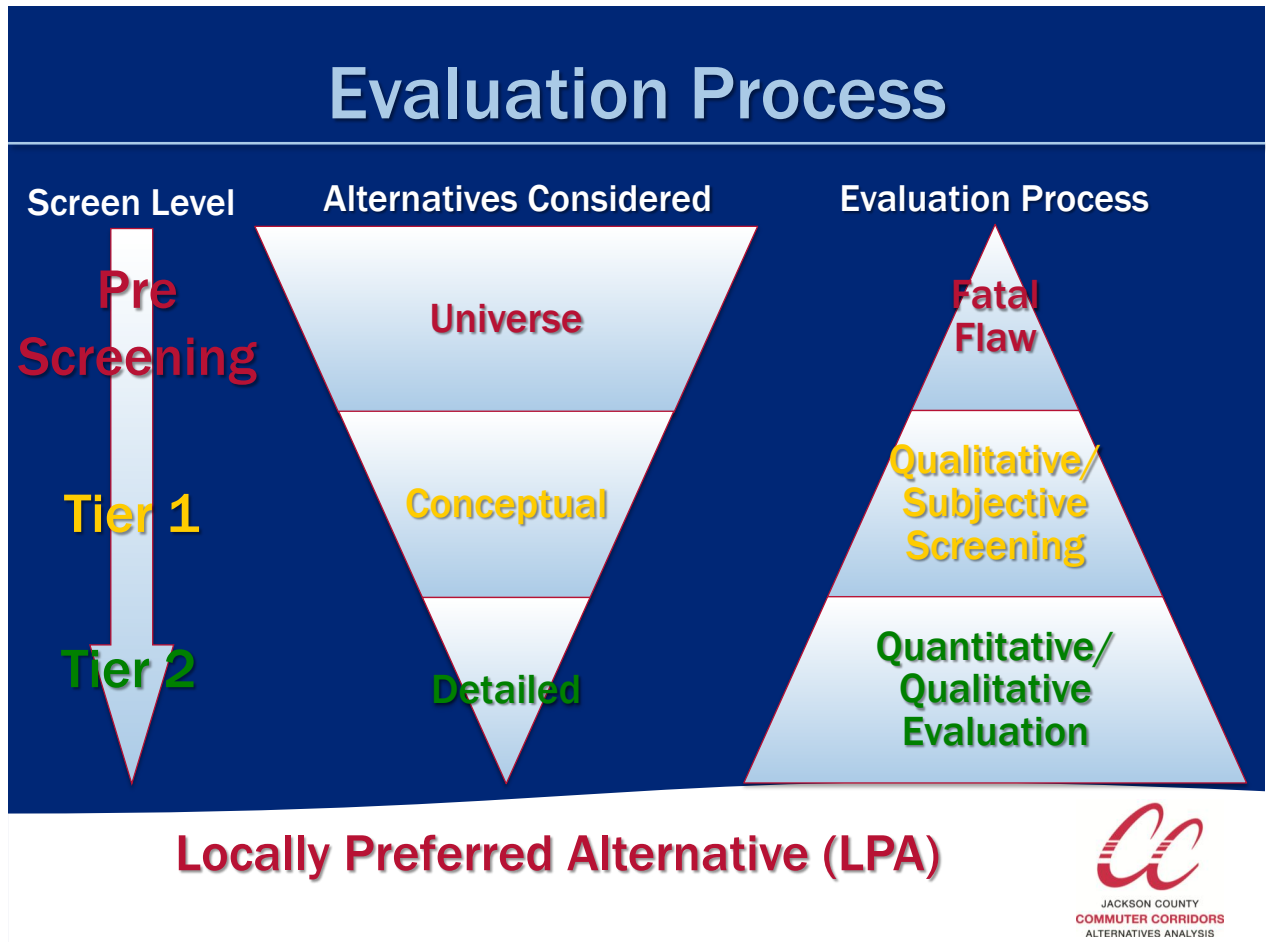 Evaluation Process
Screen Level
Alternatives Considered
Evaluation Process
Pre
Screening
Universe
Fatal
Flaw
Tier 1
Conceptual
Qualitative/
Subjective
Screening
Tier 2
Detailed
Quantitative/
Qualitative
Evaluation
Locally Preferred Alternative (LPA)
CC
JACKSON COUNTY
COMMUTER CORRIDORS
ALTERNATIVES ANALYSIS